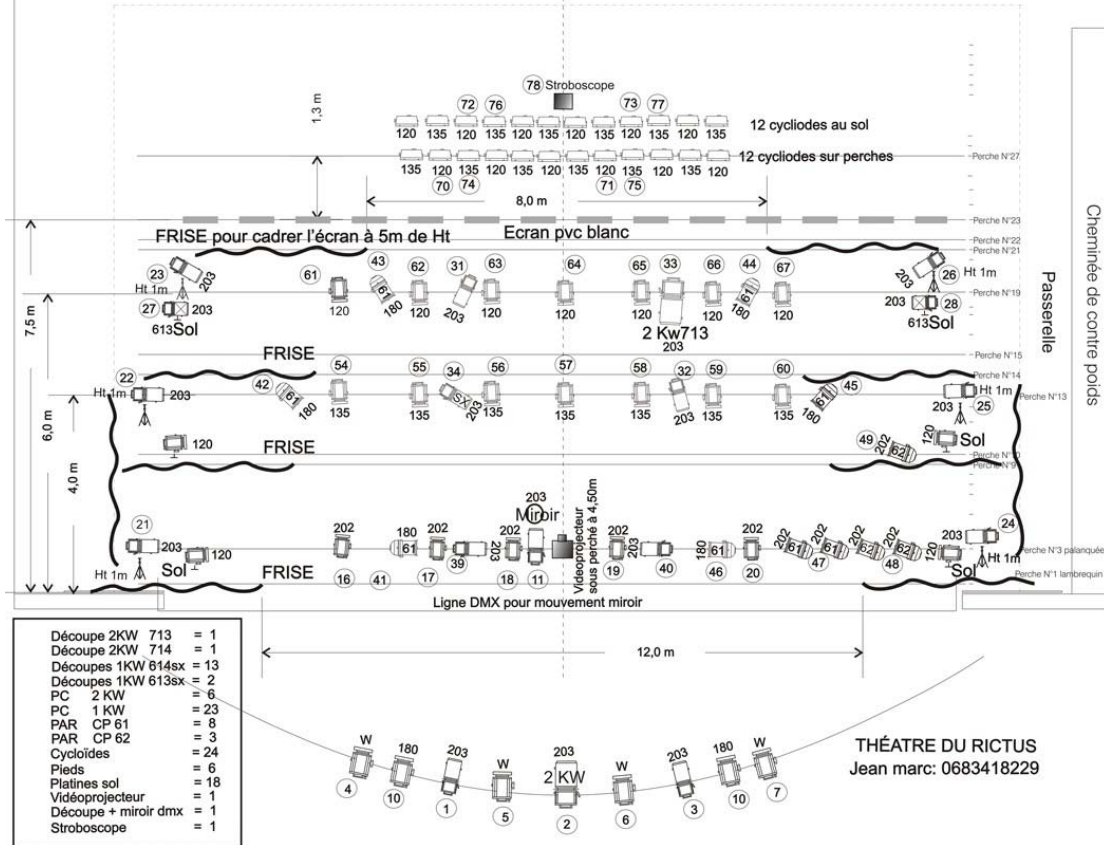 78 Stroboscope
72 76 73 77
120 135 120 135 120 135 120 135 120 135 120 135
12 cycliodes au sol
12 cycliodes sur perches
Perche N°27
135 120 135 120 135 120 135 120 135 120 135 120
70 74 71 75
1,3 m
8,0 m
Perche N°23
FRISE pour cadrer l'écran à 5m de Ht
Ecran pvc blanc
Perche N°22
Perche N°21
23 203 61 43 62 31 63 64 65 33 66 44 67 203 26
Ht 1m
Ht 1m
61 61
Perche N°19
27 203 120 180 120 203 120 120 120 120 180 120 203 28
613 Sol
2 Kw713
203
613 Sol
7,5 m
FRISE
Perche N°15
22 54 55 34 56 57 58 32 59 60
Perche N°14
Ht 1m 203 42 61 SX 203 61 45 Ht 1m
Perche N°13
180 135 135 135 135 135 203 135 135 180 203 25
6,0 m
120
49 202 62 120 Sol
FRISE
Perche N°10
Perche N°9
4,0 m
203
Miroir
21 203 202 180 202 203 202 202 203 180 202 202 202 202 202 203 24
61 61 61 61 62 62
120
120
Perche N°3 palanquée
Ht 1m Sol
Sol Ht 1m
16 41 17 39 18 11 19 40 46 20 47 48
Vidéoprojecteur
sous perché à 4,50m
FRISE
Perche N°1 lambrequin
Ligne DMX pour mouvement miroir
12,0 m
Passerelle
Cheminée de contre poids
Découpe 2KW 713 = 1
Découpe 2KW 714 = 1
Découpes 1KW 614sx = 13
Découpes 1KW 613sx = 2
PC 2 KW = 6
PC 1 KW = 23
PAR CP 61 = 8
PAR CP 62 = 3
Cycloïdes = 24
Pieds = 6
Platines sol = 18
Vidéoprojecteur = 1
Découpe + miroir dmx = 1
Stroboscope = 1
W 180 203 W 203 W 203 180 W
2 KW
4 10 1 5 2 6 3 10 7
THÉATRE DU RICTUS
Jean marc: 0683418229